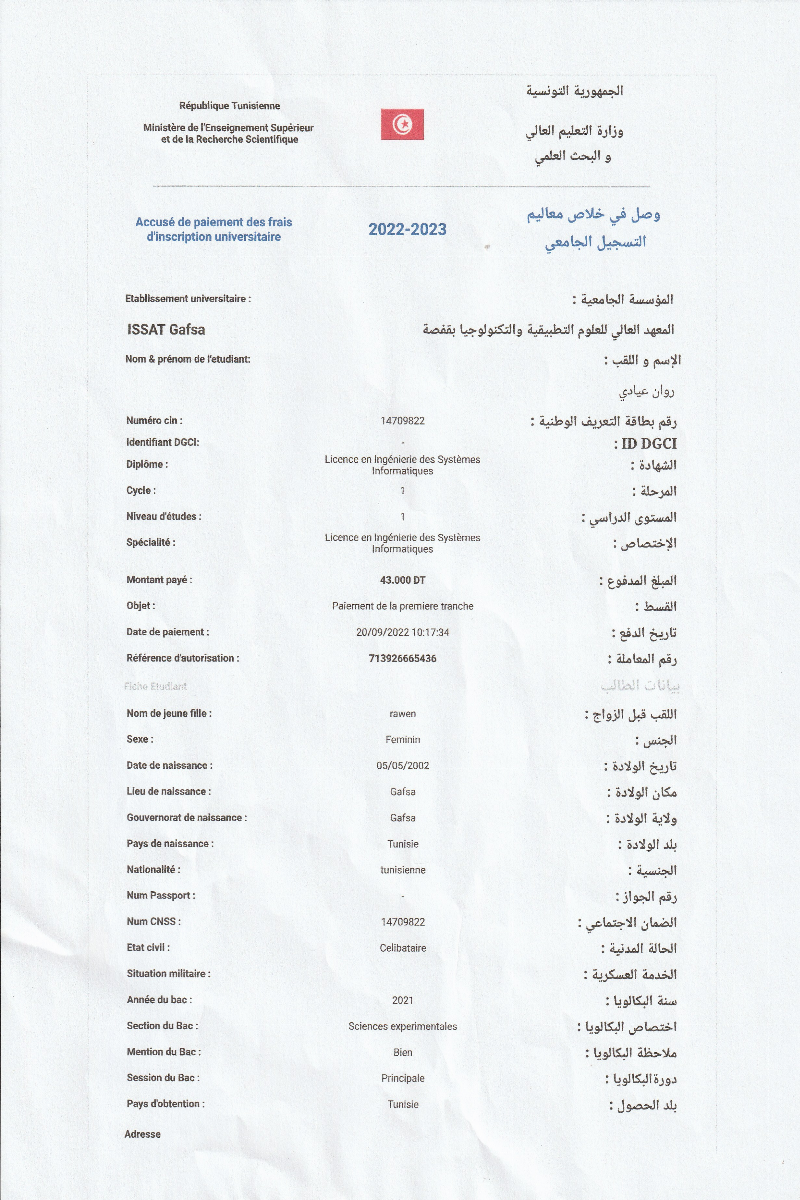 République Tunisienne
Ministère de l'Enseignement Supérieur
et de la Recherche Scientifique
الجمهورية التونسية
وزارة التعليم العالي
و البحث العلمي
Accusé de paiement des frais
d'inscription universitaire
2022-2023
وصل في خلاص معاليم
التسجيل الجامعي
Etablissement universitaire : المؤسسة الجامعية :
ISSAT Gafsa المعهد العالي للعلوم التطبيقية والتكنولوجيا بقفصة
Nom & prénom de l'etudiant: الإسم و اللقب :
روان عيادي
Numéro cin : 14709822 رقم بطاقة التعريف الوطنية :
Identifiant DGCI: - ID DGCI :
Diplôme : Licence en Ingénierie des Systèmes الشهادة :
Informatiques
Cycle : 1 المرحلة :
Niveau d'études : 1 المستوى الدراسي :
Spécialité : Licence en Ingénierie des Systèmes الإختصاص :
Informatiques
Montant payé : 43.000 DT المبلغ المدفوع :
Objet : Paiement de la premiere tranche القسط :
Date de paiement : 20/09/2022 10:17:34 تاريخ الدفع :
Référence d'autorisation : 713926665436 رقم المعاملة :
Fiche Etudiant بيانات الطالب
Nom de jeune fille : rawen اللقب قبل الزواج :
Sexe : Feminin الجنس :
Date de naissance : 05/05/2002 تاريخ الولادة :
Lieu de naissance : Gafsa مكان الولادة :
Gouvernorat de naissance : Gafsa ولاية الولادة :
Pays de naissance : Tunisie بلد الولادة :
Nationalité : tunisienne الجنسية :
Num Passport : - رقم الجواز :
Num CNSS : 14709822 الضمان الاجتماعي :
Etat civil : Celibataire الحالة المدنية :
Situation militaire : الخدمة العسكرية :
Année du bac : 2021 سنة البكالويا :
Section du Bac : Sciences experimentales اختصاص البكالويا :
Mention du Bac : Bien ملاحظة البكالويا :
Session du Bac : Principale دورة البكالويا :
Pays d'obtention : Tunisie بلد الحصول :
Adresse